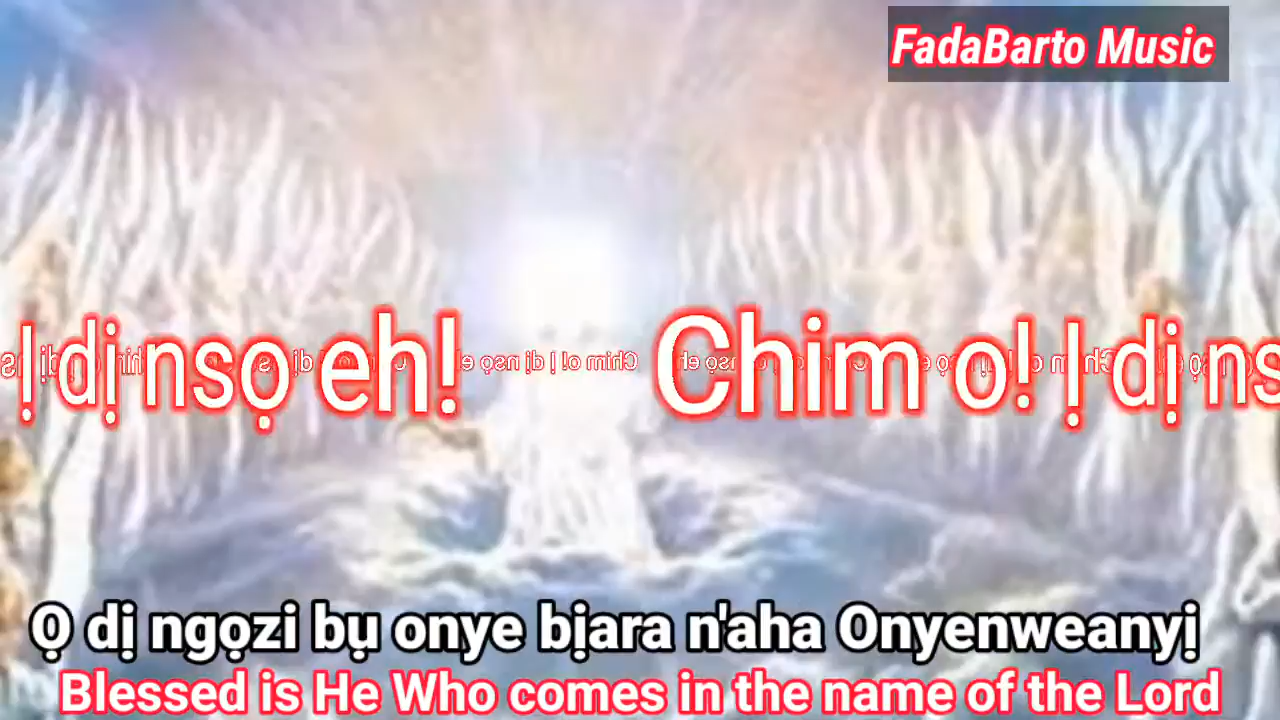 FadaBarto Music
Ị dị nsọ eh! Chim o! Ị dị ns
Ọ dị ngọzi bụ onye bịara n'aha Onyenweanyị
Blessed is He Who comes in the name of the Lord